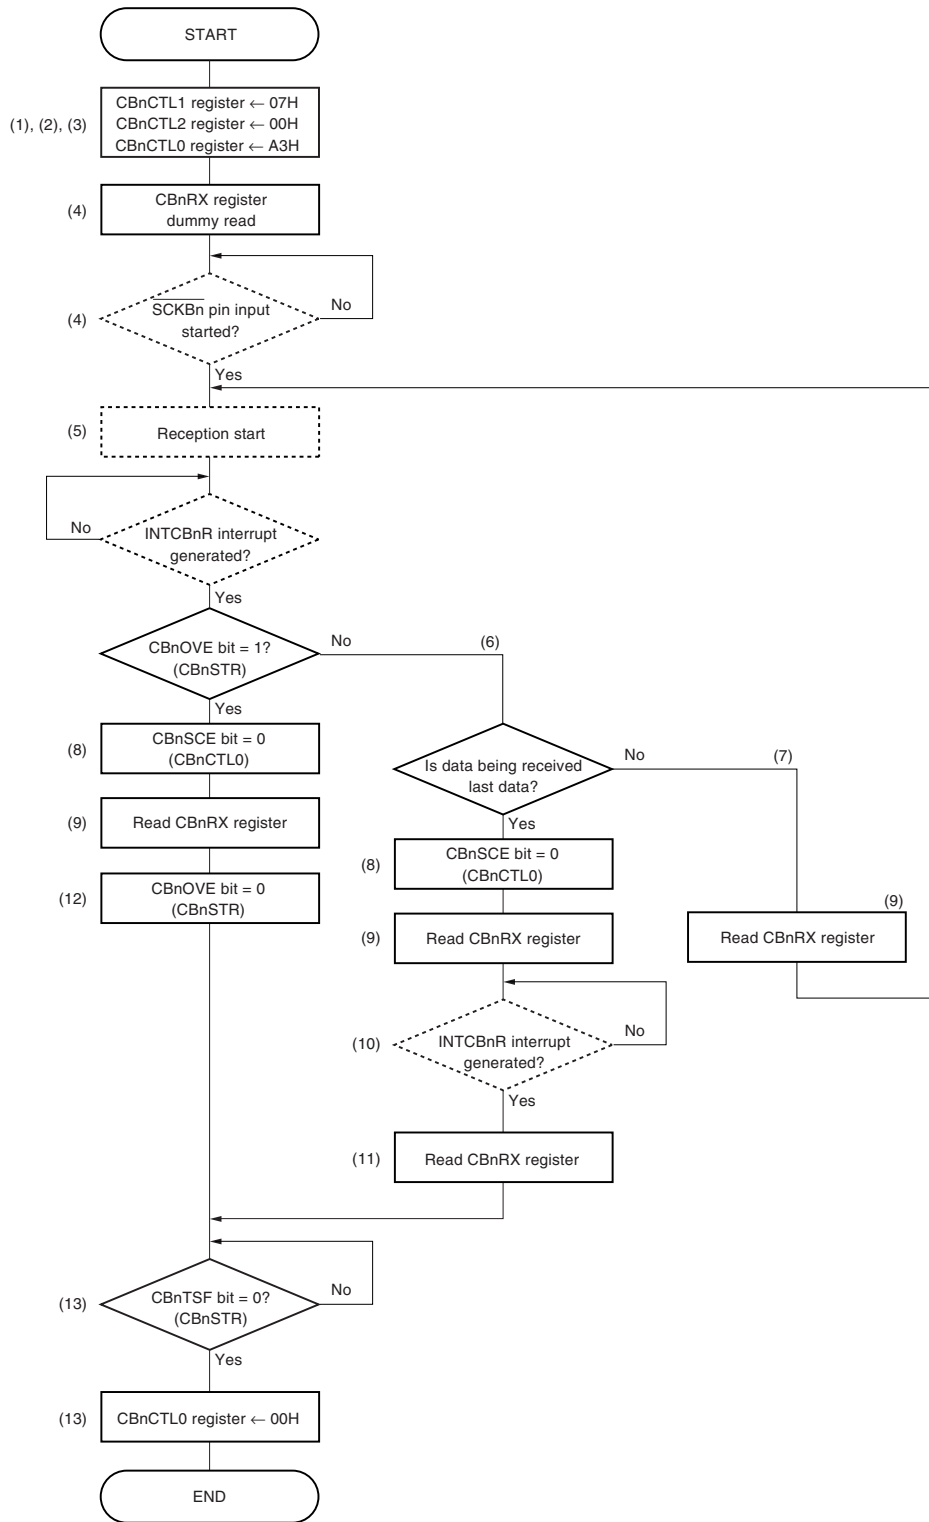 START
(1), (2), (3)
CBnCTL1 register ← 07H
CBnCTL2 register ← 00H
CBnCTL0 register ← A3H
(4)
CBnRX register
dummy read
(4)
SCKBn pin input
started?
No
Yes
(5)
Reception start
No
INTCBnR interrupt
generated?
Yes
CBnOVE bit = 1?
(CBnSTR)
No
(6)
Yes
(8)
CBnSCE bit = 0
(CBnCTL0)
(9)
Read CBnRX register
(12)
CBnOVE bit = 0
(CBnSTR)
Is data being received
last data?
No
(7)
Yes
(8)
CBnSCE bit = 0
(CBnCTL0)
(9)
Read CBnRX register
(9)
Read CBnRX register
(10)
INTCBnR interrupt
generated?
No
Yes
(11)
Read CBnRX register
(13)
CBnTSF bit = 0?
(CBnSTR)
No
Yes
(13)
CBnCTL0 register ← 00H
END